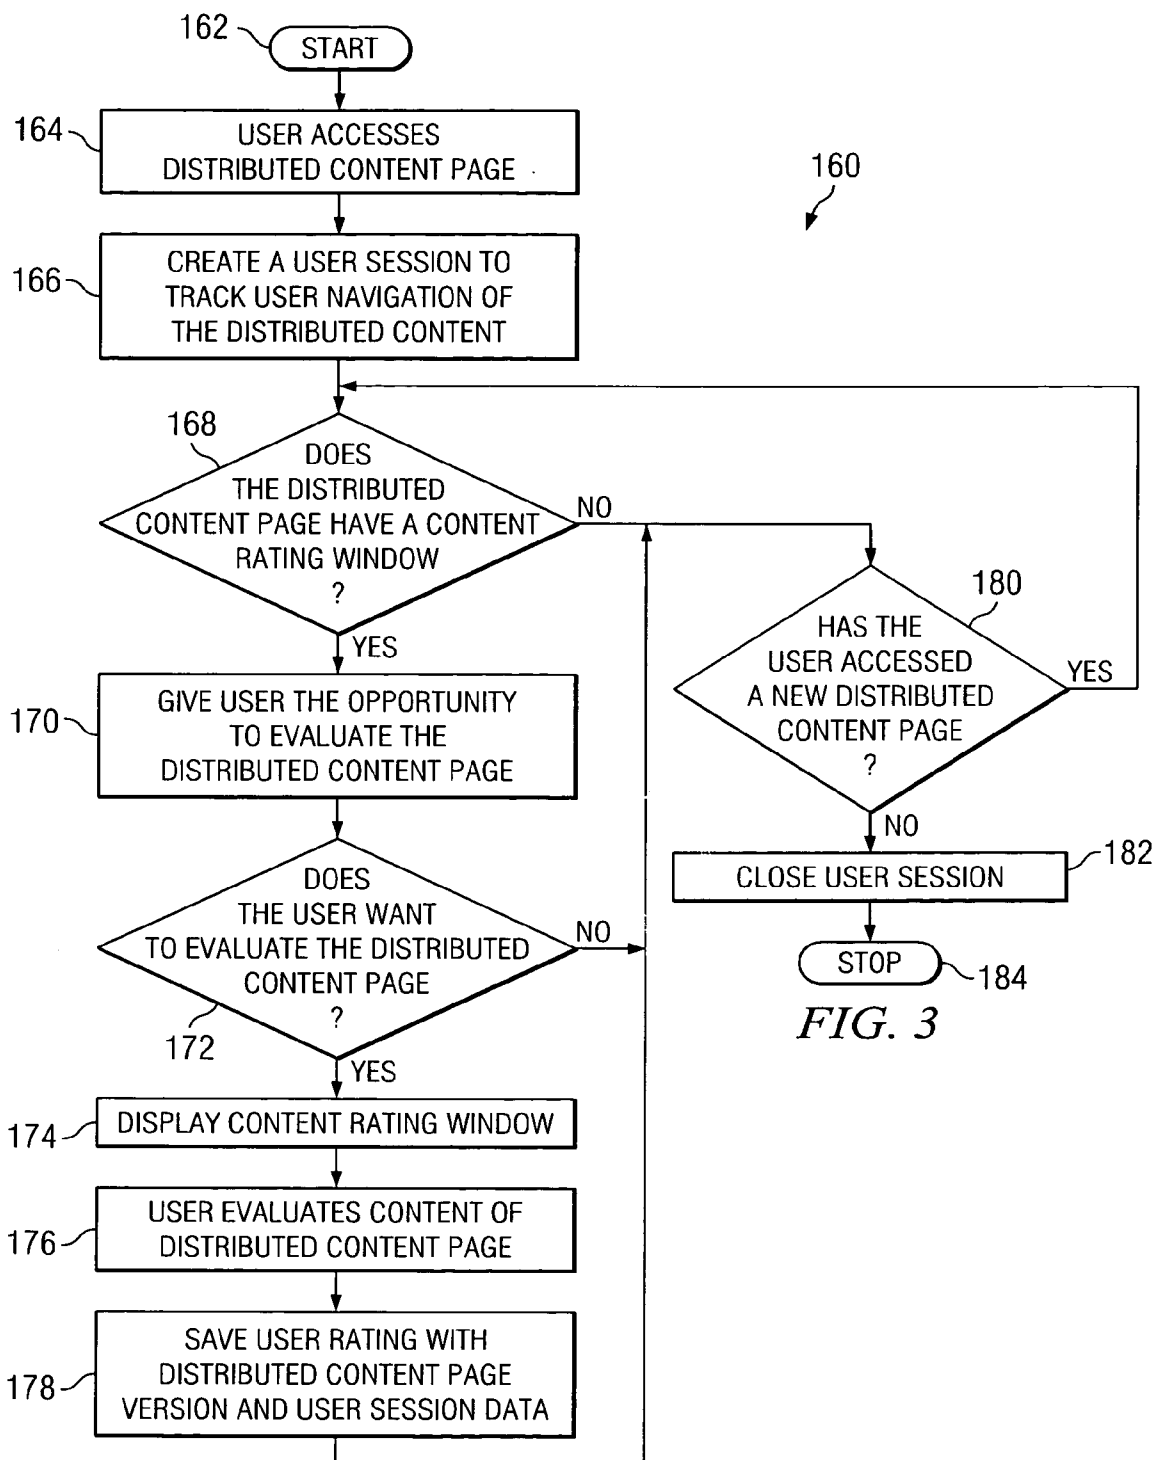 162
START
164
USER ACCESSES
DISTRIBUTED CONTENT PAGE
160
166
CREATE A USER SESSION TO
TRACK USER NAVIGATION OF
THE DISTRIBUTED CONTENT
168
DOES
THE DISTRIBUTED
CONTENT PAGE HAVE A CONTENT
RATING WINDOW
?
NO
YES
170
GIVE USER THE OPPORTUNITY
TO EVALUATE THE
DISTRIBUTED CONTENT PAGE
172
DOES
THE USER WANT
TO EVALUATE THE DISTRIBUTED
CONTENT PAGE
?
NO
YES
174
DISPLAY CONTENT RATING WINDOW
176
USER EVALUATES CONTENT OF
DISTRIBUTED CONTENT PAGE
178
SAVE USER RATING WITH
DISTRIBUTED CONTENT PAGE
VERSION AND USER SESSION DATA
180
HAS THE
USER ACCESSED
A NEW DISTRIBUTED
CONTENT PAGE
?
YES
NO
182
CLOSE USER SESSION
STOP
184
FIG. 3